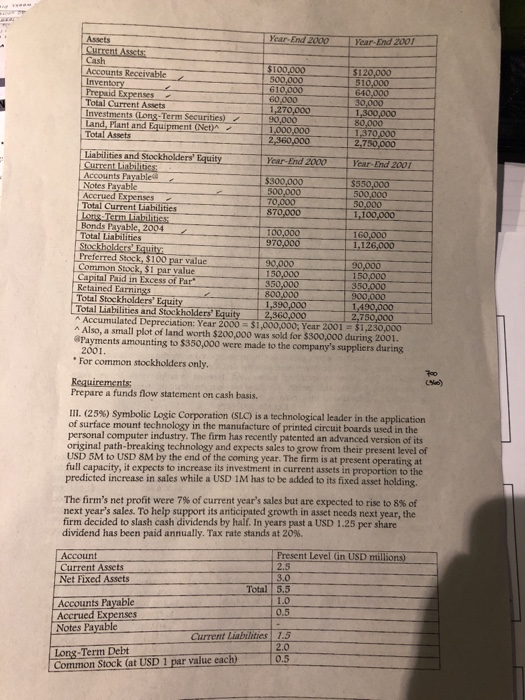 Assets Year-End 2000 Year-End 2001
Current Assets:
Cash $100,000 $120,000
Accounts Receivable 500,000 510,000
Inventory 610,000 640,000
Prepaid Expenses 60,000 30,000
Total Current Assets 1,270,000 1,300,000
Investments (Long-Term Securities) 90,000 80,000
Land, Plant and Equipment (Net)^ 1,000,000 1,370,000
Total Assets 2,360,000 2,750,000
Liabilities and Stockholders' Equity Year-End 2000 Year-End 2001
Current Liabilities:
Accounts Payable@ $300,000 $550,000
Notes Payable 500,000 500,000
Accrued Expenses 70,000 50,000
Total Current Liabilities 870,000 1,100,000
Long-Term Liabilities:
Bonds Payable, 2004 100,000 160,000
Total Liabilities 970,000 1,126,000
Stockholders' Equity:
Preferred Stock, $100 par value 90,000 90,000
Common Stock, $1 par value 150,000 150,000
Capital Paid in Excess of Par* 350,000 350,000
Retained Earnings 800,000 900,000
Total Stockholders' Equity 1,390,000 1,490,000
Total Liabilities and Stockholders' Equity 2,360,000 2,750,000
^ Accumulated Depreciation: Year 2000 = $1,000,000; Year 2001 = $1,230,000
^ Also, a small plot of land worth $200,000 was sold for $300,000 during 2001.
@Payments amounting to $350,000 were made to the company's suppliers during
2001.
* For common stockholders only.
700
Requirements:
Prepare a funds flow statement on cash basis.
III. (25%) Symbolic Logic Corporation (SLC) is a technological leader in the application
of surface mount technology in the manufacture of printed circuit boards used in the
personal computer industry. The firm has recently patented an advanced version of its
original path-breaking technology and expects sales to grow from their present level of
USD 5M to USD 8M by the end of the coming year. The firm is at present operating at
full capacity, it expects to increase its investment in current assets in proportion to the
predicted increase in sales while a USD 1M has to be added to its fixed asset holding.
The firm's net profit were 7% of current year's sales but are expected to rise to 8% of
next year's sales. To help support its anticipated growth in asset needs next year, the
firm decided to slash cash dividends by half. In years past a USD 1.25 per share
dividend has been paid annually. Tax rate stands at 20%.
Account Present Level (in USD millions)
Current Assets 2.5
Net Fixed Assets 3.0
Total 5.5
Accounts Payable 1.0
Accrued Expenses 0.5
Notes Payable -
Current Liabilities 1.5
Long-Term Debt 2.0
Common Stock (at USD 1 par value each) 0.5